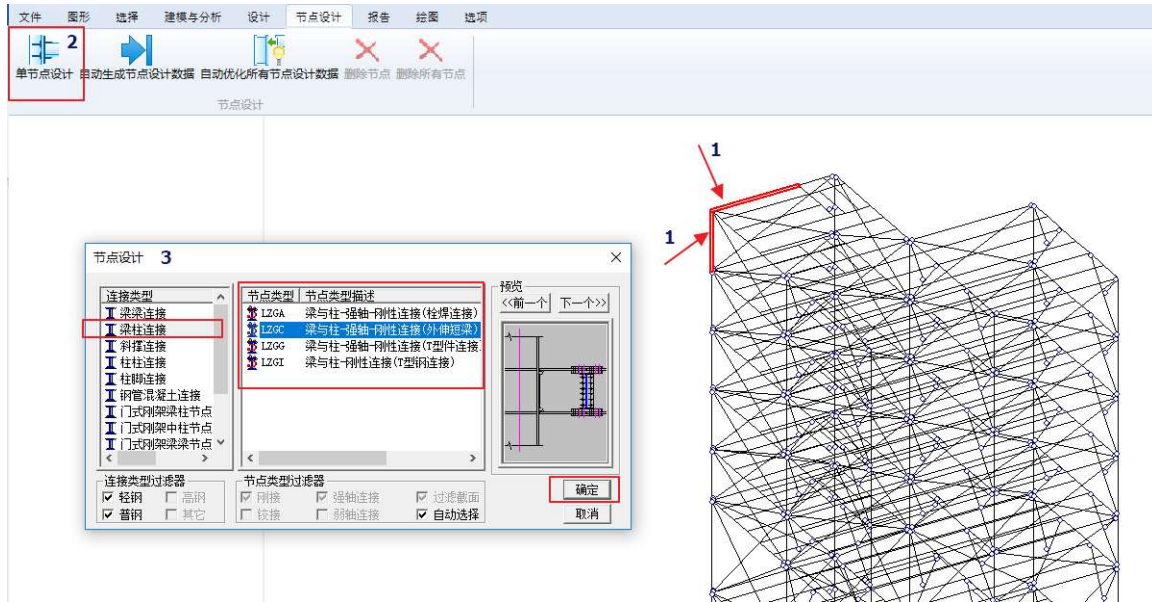 文件 图形 选择 建模与分析 设计 节点设计 报告 绘图 选项
2
单节点设计 自动生成节点设计数据 自动优化所有节点设计数据 删除节点 删除所有节点
节点设计
1
1
节点设计 3
连接类型
梁梁连接
梁柱连接
斜撑连接
柱柱连接
柱脚连接
钢管混凝土连接
门式刚架梁柱节点
门式刚架中柱节点
门式刚架梁梁节点
节点类型 节点类型描述
LZGA 梁与柱-强轴-刚性连接(栓焊连接)
LZGC 梁与柱-强轴-刚性连接(外伸短梁)
LZGG 梁与柱-强轴-刚性连接(T型件连接
LZGI 梁与柱-刚性连接(T型钢连接)
预览
<<前一个 下一个>>
连接类型过滤器
轻钢 高钢
普钢 其它
节点类型过滤器
刚接 强轴连接 过滤截面
铰接 弱轴连接 自动选择
确定
取消